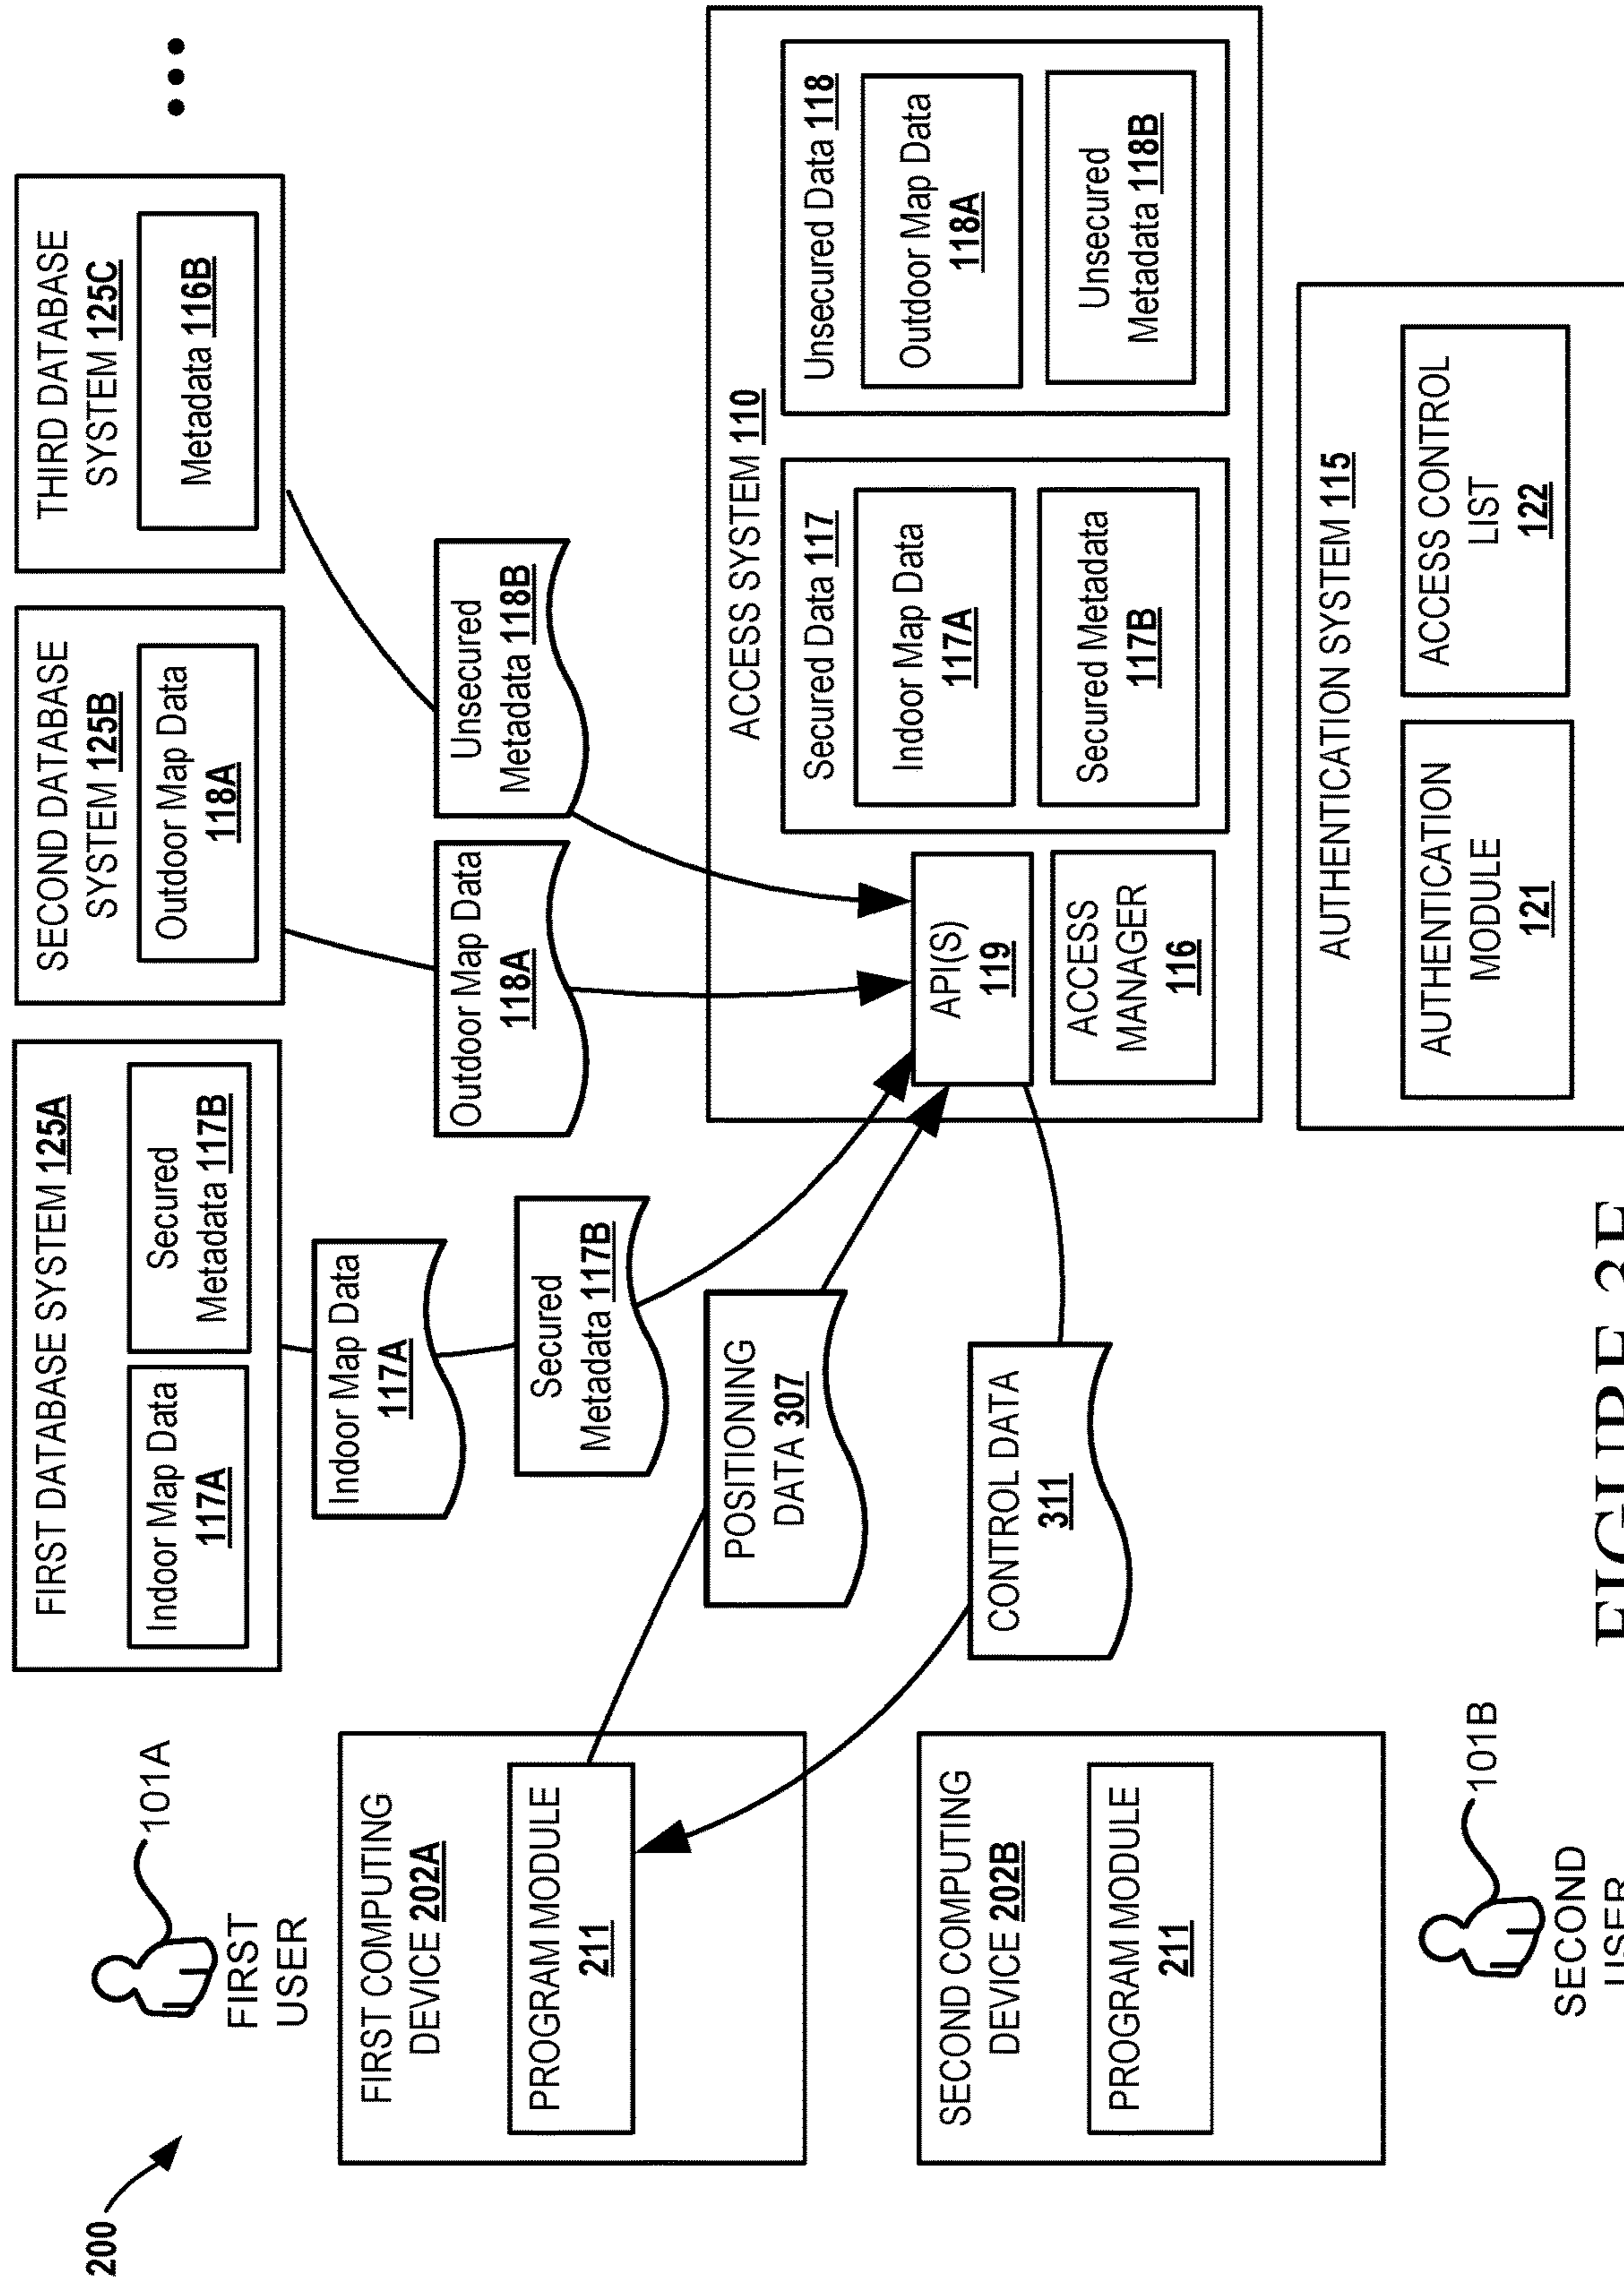 200
101A
FIRST
USER
FIRST COMPUTING
DEVICE 202A
PROGRAM MODULE
211
SECOND COMPUTING
DEVICE 202B
PROGRAM MODULE
211
101B
SECOND
USER
FIRST DATABASE SYSTEM 125A
Indoor Map Data
117A
Secured
Metadata 117B
SECOND DATABASE
SYSTEM 125B
Outdoor Map Data
118A
THIRD DATABASE
SYSTEM 125C
Metadata 116B
Indoor Map Data
117A
Secured
Metadata 117B
Outdoor Map Data
118A
Unsecured
Metadata 118B
POSITIONING
DATA 307
CONTROL DATA
311
ACCESS SYSTEM 110
API(S)
119
ACCESS
MANAGER
116
Secured Data 117
Indoor Map Data
117A
Secured Metadata
117B
Unsecured Data 118
Outdoor Map Data
118A
Unsecured
Metadata 118B
AUTHENTICATION SYSTEM 115
AUTHENTICATION
MODULE
121
ACCESS CONTROL
LIST
122